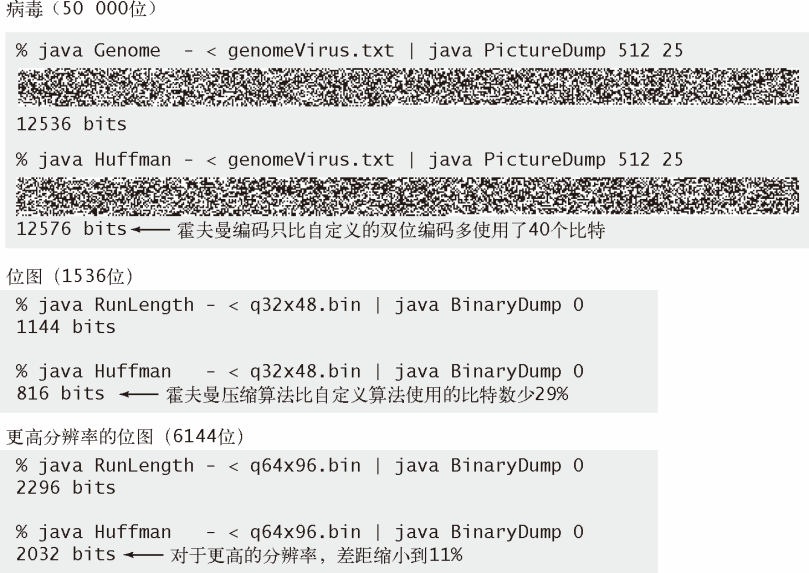 病毒（50 000位）
% java Genome - < genomeVirus.txt | java PictureDump 512 25
12536 bits
% java Huffman - < genomeVirus.txt | java PictureDump 512 25
12576 bits 霍夫曼编码只比自定义的双位编码多使用了40个比特
位图（1536位）
% java RunLength - < q32x48.bin | java BinaryDump 0
1144 bits
% java Huffman - < q32x48.bin | java BinaryDump 0
816 bits 霍夫曼压缩算法比自定义算法使用的比特数少29%
更高分辨率的位图（6144位）
% java RunLength - < q64x96.bin | java BinaryDump 0
2296 bits
% java Huffman - < q64x96.bin | java BinaryDump 0
2032 bits 对于更高的分辨率，差距缩小到11%